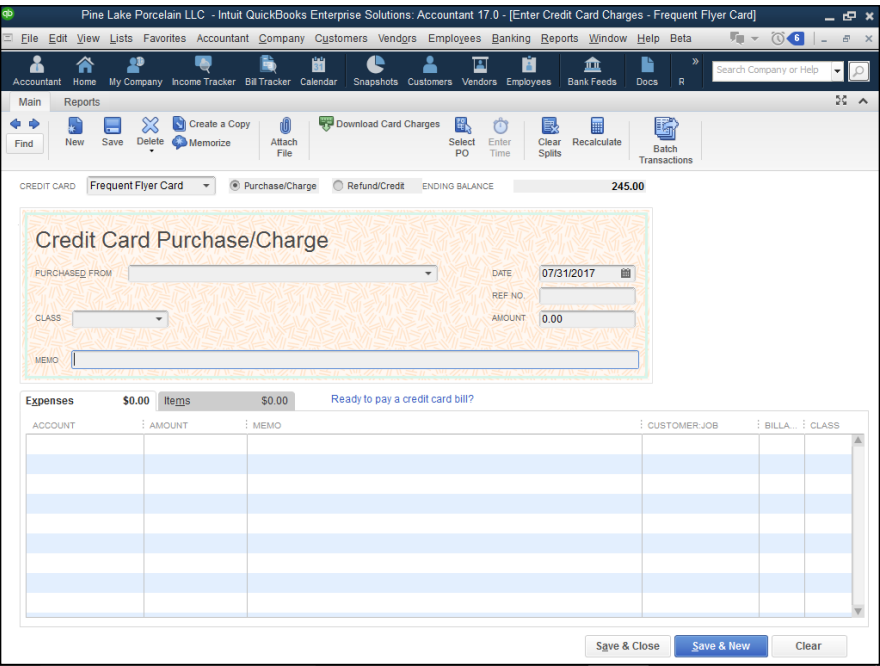 Pine Lake Porcelain LLC - Intuit QuickBooks Enterprise Solutions: Accountant 17.0 - [Enter Credit Card Charges - Frequent Flyer Card]
File Edit View Lists Favorites Accountant Company Customers Vendors Employees Banking Reports Window Help Beta 6
Accountant Home My Company Income Tracker Bill Tracker Calendar Snapshots Customers Vendors Employees Bank Feeds Docs R » Search Company or Help
Main Reports
Find New Save Delete Create a Copy Memorize Attach File Download Card Charges Select PO Enter Time Clear Splits Recalculate Batch Transactions
CREDIT CARD Frequent Flyer Card Purchase/Charge Refund/Credit ENDING BALANCE 245.00
Credit Card Purchase/Charge
PURCHASED FROM DATE 07/31/2017
REF NO.
CLASS AMOUNT 0.00
MEMO
Expenses $0.00 Items $0.00 Ready to pay a credit card bill?
ACCOUNT AMOUNT MEMO CUSTOMER:JOB BILLA... CLASS
Save & Close Save & New Clear